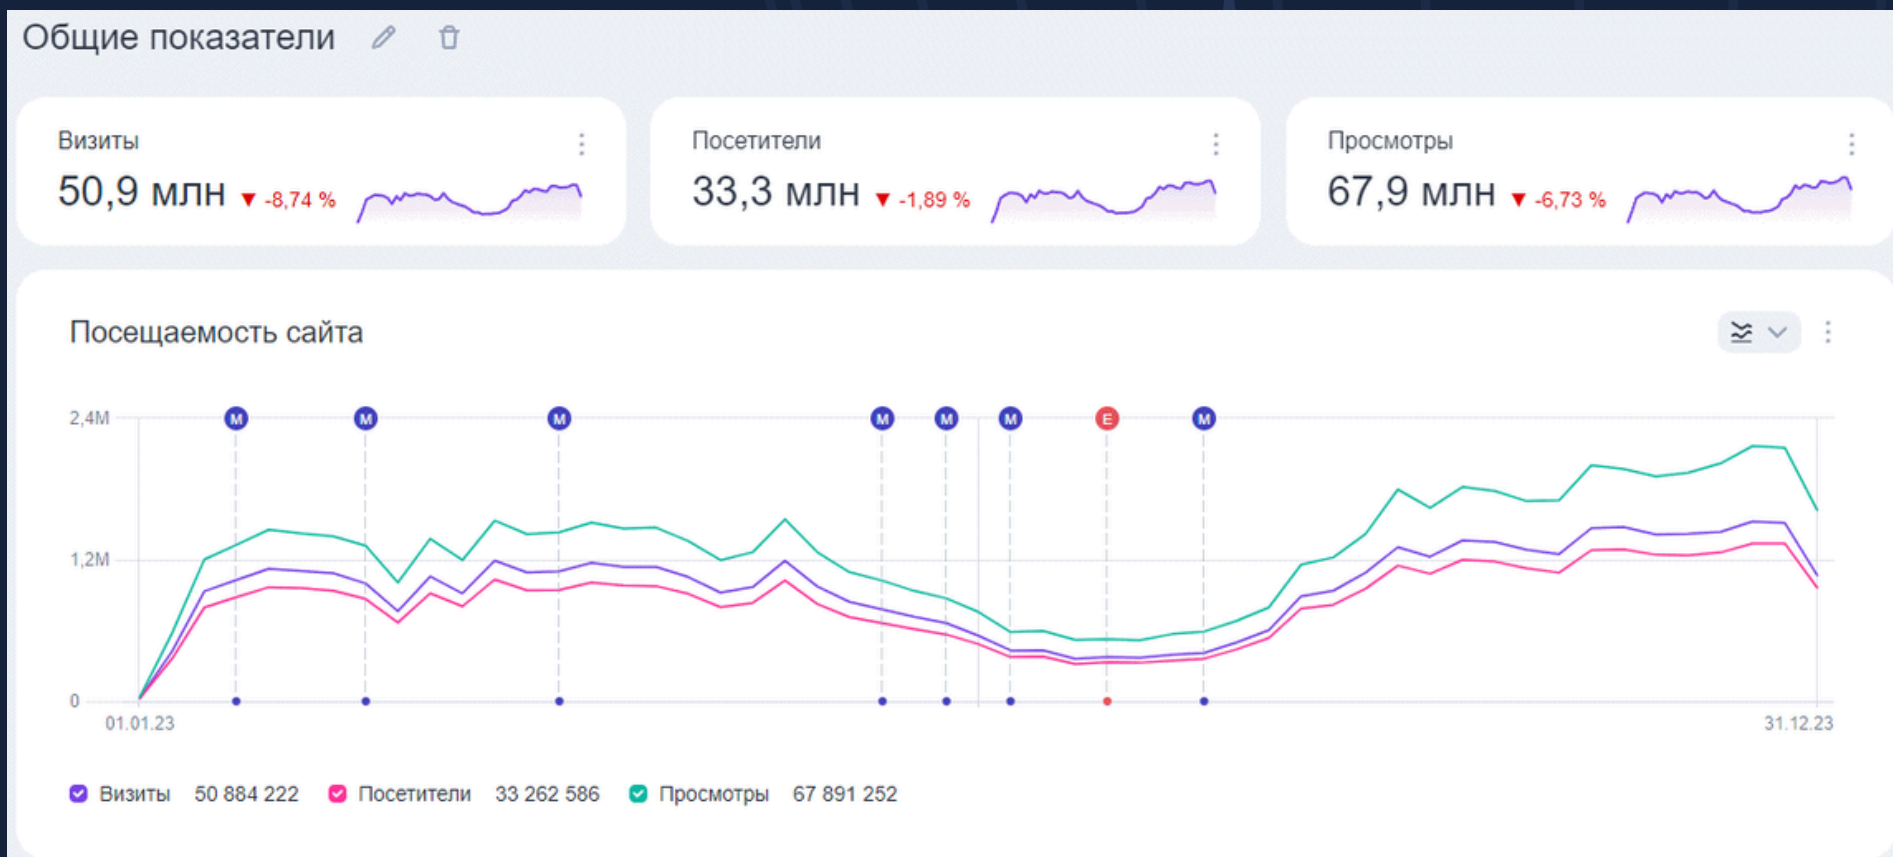 Общие показатели
Визиты
50,9 млн ▼ -8,74 %
Посетители
33,3 млн ▼ -1,89 %
Просмотры
67,9 млн ▼ -6,73 %
Посещаемость сайта
2,4М
М М М М М М Е М
1,2М
0
01.01.23 31.12.23
Визиты 50 884 222 Посетители 33 262 586 Просмотры 67 891 252